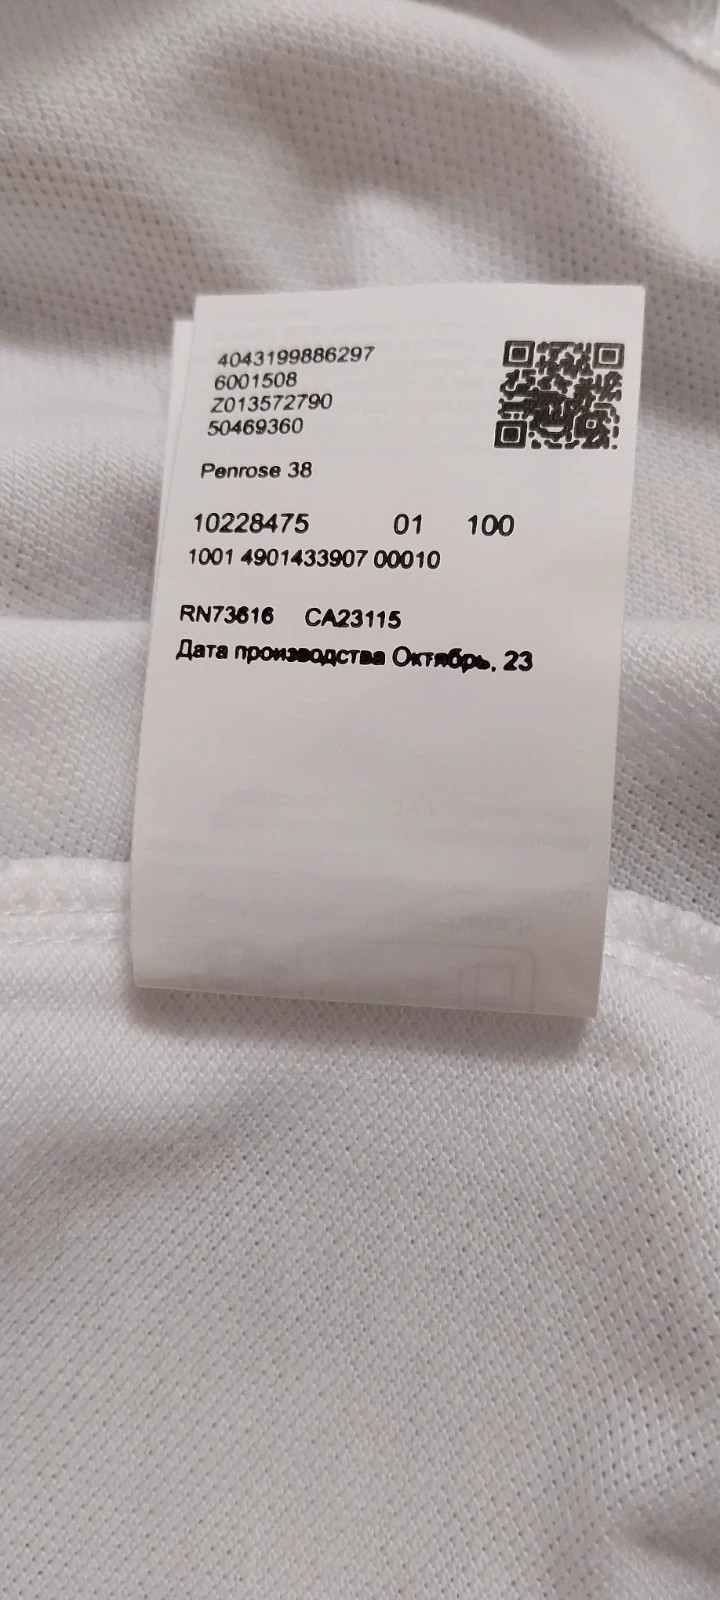 4043199886297
6001508
Z013572790
50469360
Penrose 38
10228475 01 100
1001 4901433907 00010
RN73616 CA23115
Дата производства Октябрь, 23